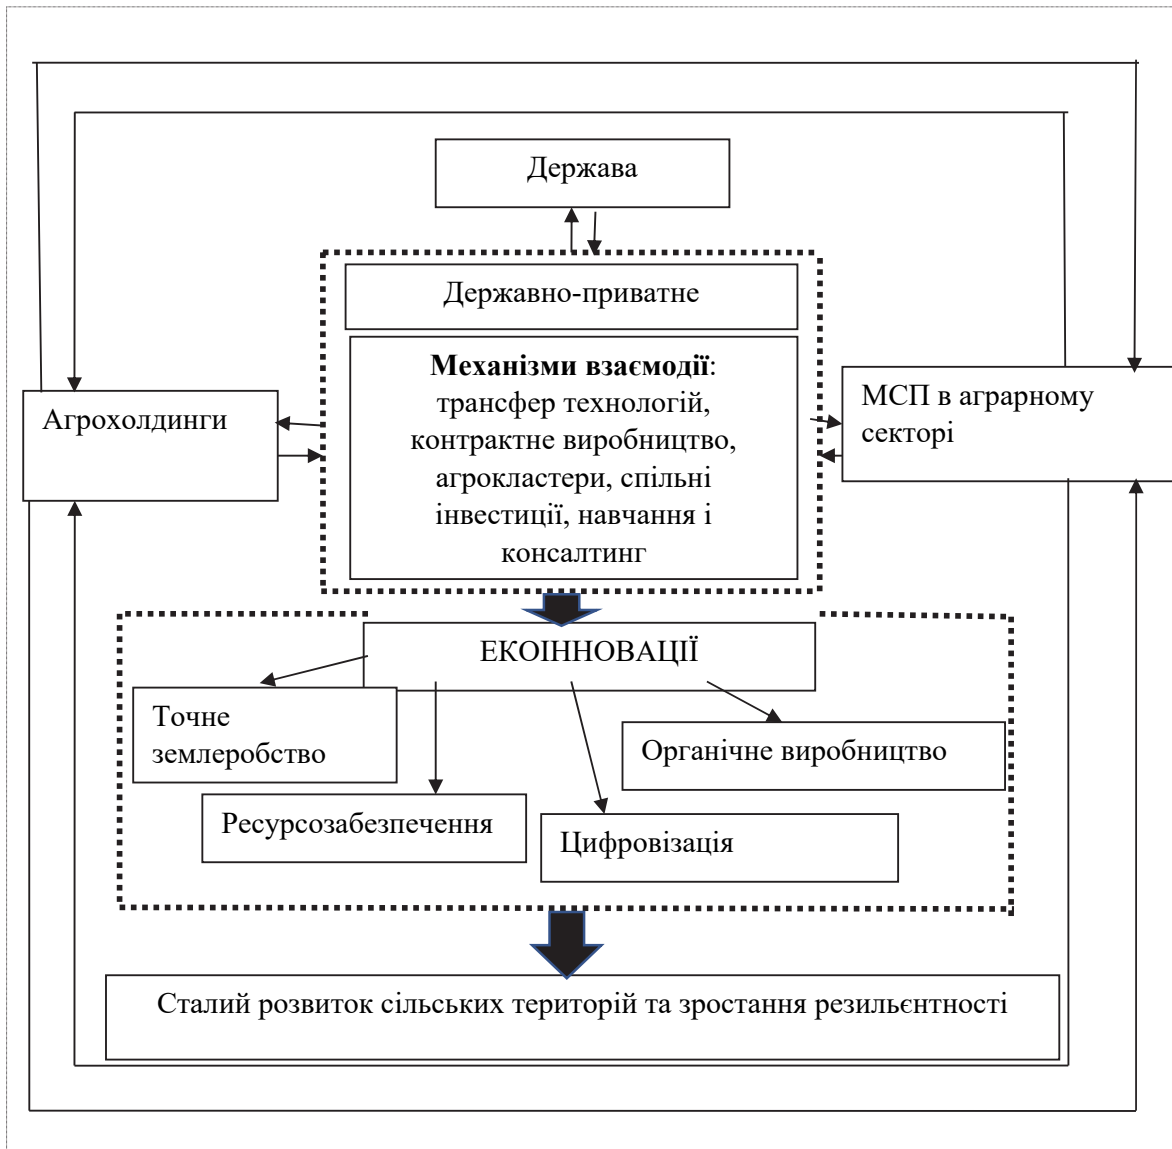 Держава
Державно-приватне
Механізми взаємодії:
трансфер технологій,
контрактне виробництво,
агрокластери, спільні
інвестиції, навчання і
консалтинг
Агрохолдинги
МСП в аграрному
секторі
ЕКОІННОВАЦІЇ
Точне
землеробство
Органічне виробництво
Ресурсозабезпечення
Цифровізація
Сталий розвиток сільських територій та зростання резильєнтності